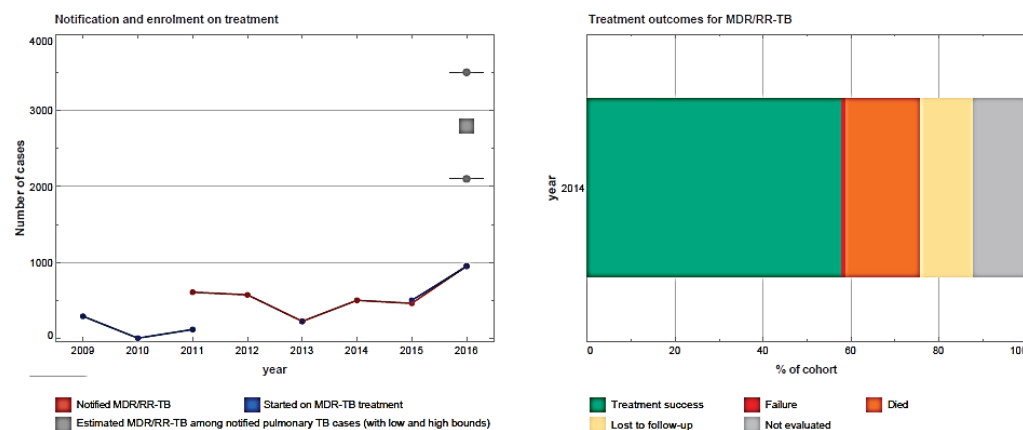 Notification and enrolment on treatment
4000
3000
2000
1000
0
Number of cases
2009 2010 2011 2012 2013 2014 2015 2016
year
Notified MDR/RR-TB Started on MDR-TB treatment
Estimated MDR/RR-TB among notified pulmonary TB cases (with low and high bounds)
Treatment outcomes for MDR/RR-TB
year
2014
0 20 40 60 80 100
% of cohort
Treatment success Failure Died
Lost to follow-up Not evaluated